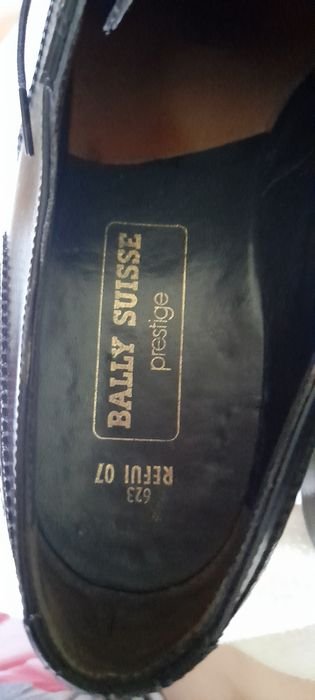 BALLY SUISSE
prestige
623
REFUI 07